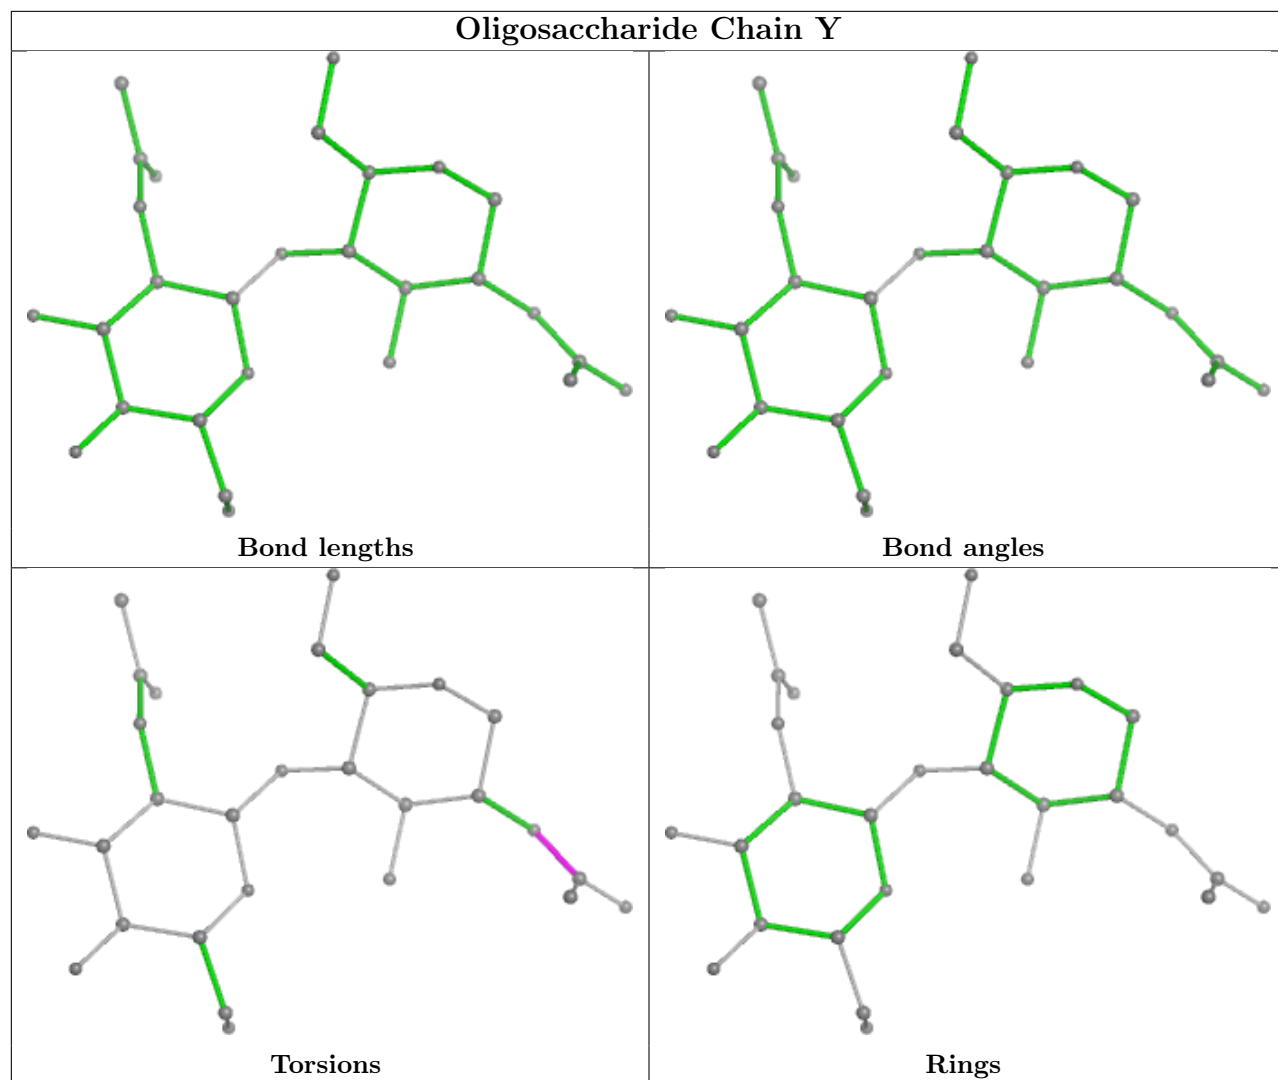 Oligosaccharide Chain Y
Bond lengths
Bond angles
Torsions
Rings